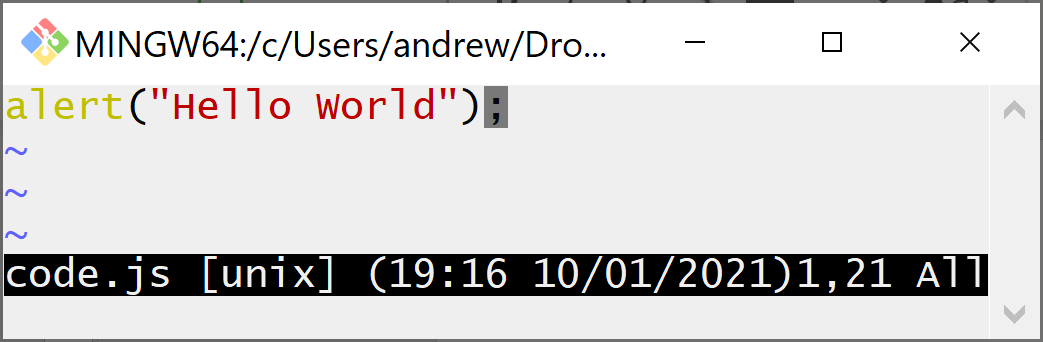 MINGW64:/c/Users/andrew/Dro...
alert("Hello World");
~
~
~
code.js [unix] (19:16 10/01/2021)1,21 All